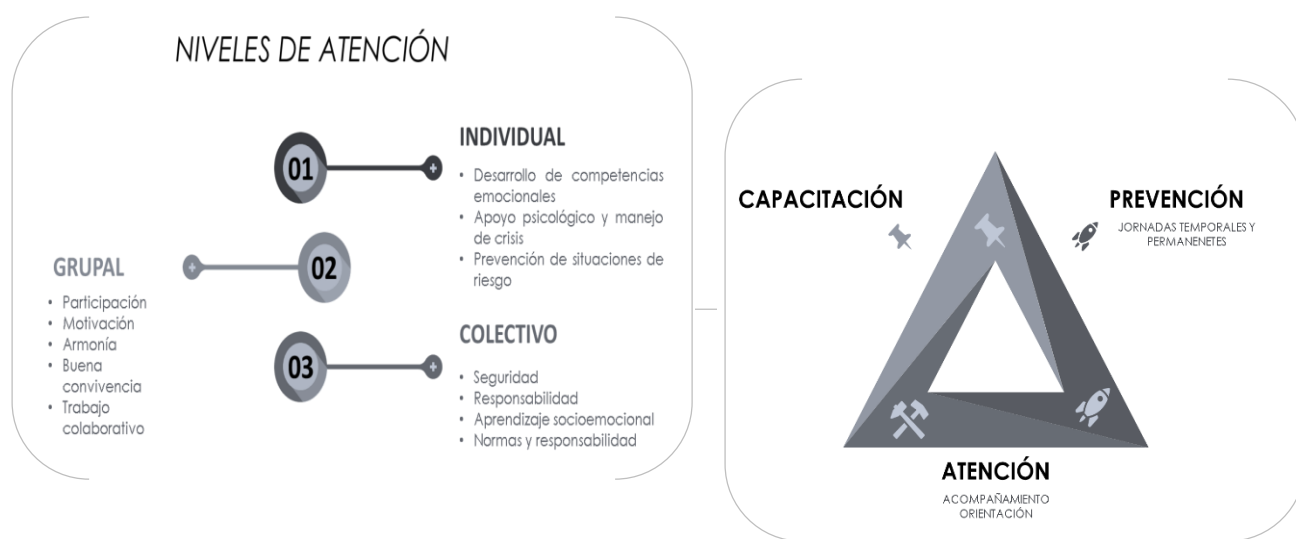 NIVELES DE ATENCIÓN
01
INDIVIDUAL
• Desarrollo de competencias
emocionales
• Apoyo psicológico y manejo
de crisis
• Prevención de situaciones de
riesgo
02
GRUPAL
• Participación
• Motivación
• Armonía
• Buena
convivencia
• Trabajo
colaborativo
03
COLECTIVO
• Seguridad
• Responsabilidad
• Aprendizaje socioemocional
• Normas y responsabilidad
CAPACITACIÓN
PREVENCIÓN
JORNADAS TEMPORALES Y
PERMANENETES
ATENCIÓN
ACOMPAÑAMIENTO
ORIENTACIÓN